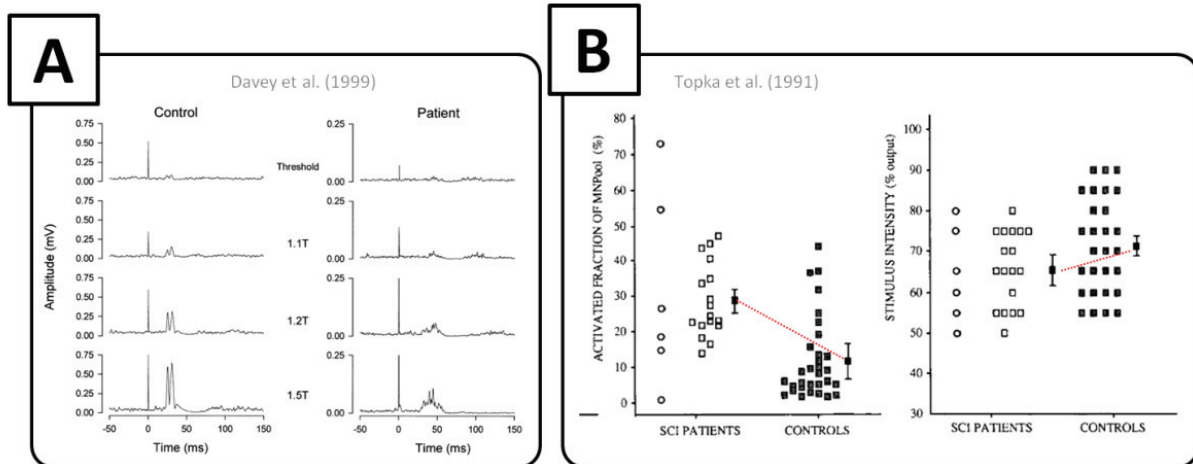 A
Davey et al. (1999)
Control
Patient
Amplitude (mV)
0.75
0.50
0.25
0.00
0.25
0.00
Threshold
0.75
0.50
0.25
0.00
0.25
0.00
1.1T
0.75
0.50
0.25
0.00
0.25
0.00
1.2T
0.75
0.50
0.25
0.00
0.25
0.00
1.5T
-50 0 50 100 150
-50 0 50 100 150
Time (ms)
Time (ms)
B
Topka et al. (1991)
ACTIVATED FRACTION OF MNPool (%)
80
70
60
50
40
30
20
10
0
SCI PATIENTS
CONTROLS
STIMULUS INTENSITY (% output)
100
90
80
70
60
50
40
30
SCI PATIENTS
CONTROLS